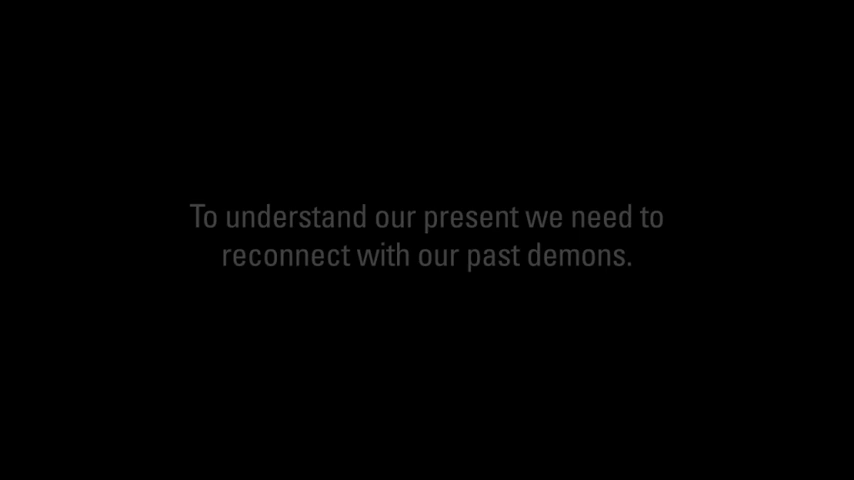 To understand our present we need to
reconnect with our past demons.